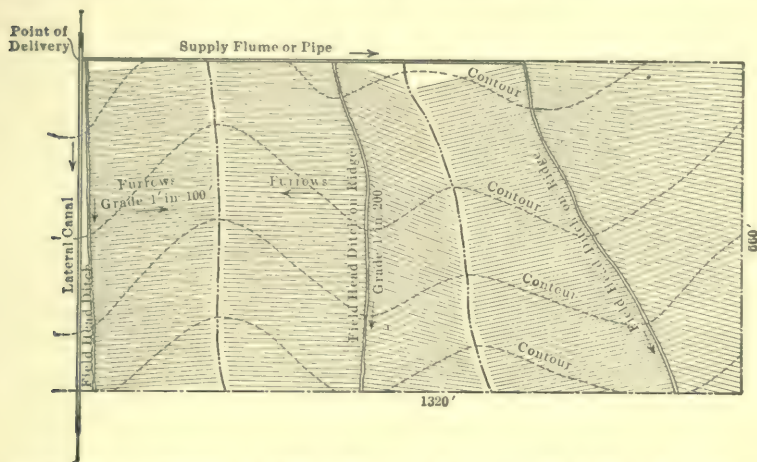 Point of
Delivery
Supply Flume or Pipe
Contour
Furrows
Grade 1' in 100'
Furrows
Lateral Canal
Field Head Ditch
Field Head Ditch on Ridge
Grade 1' in 200
Contour
Field Head Ditch on Ridge
Contour
Contour
660'
1320'